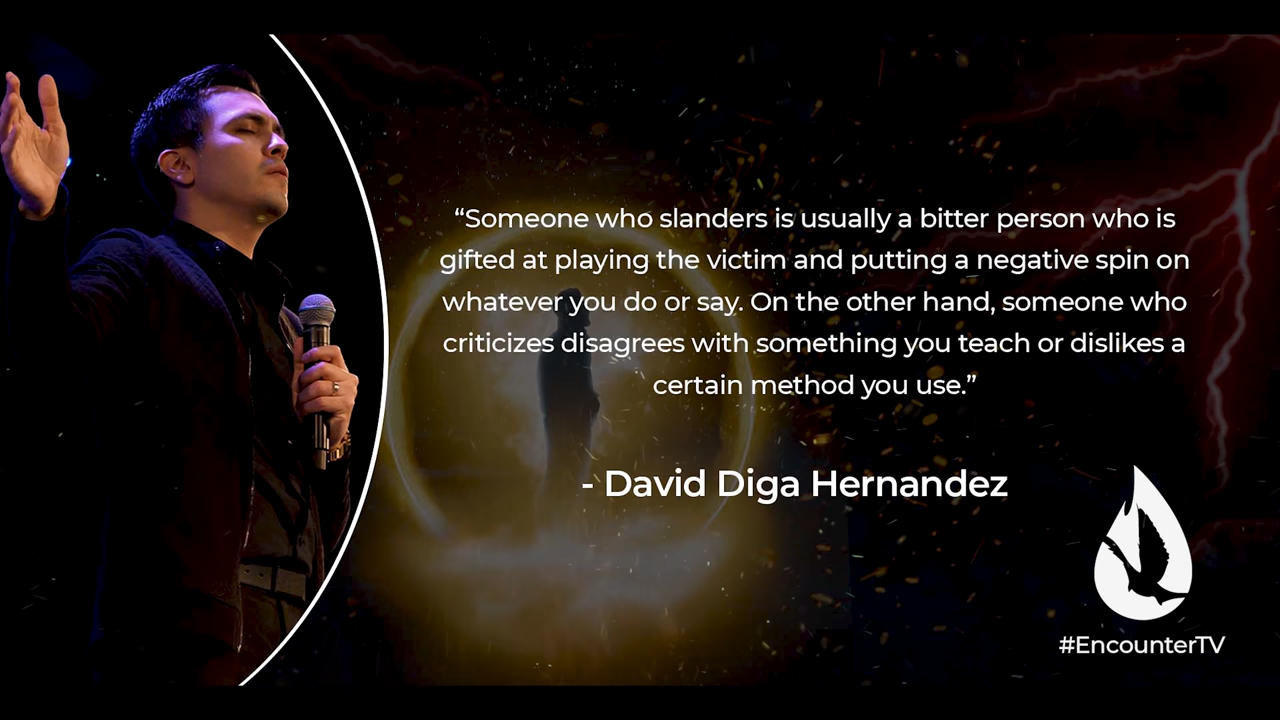 “Someone who slanders is usually a bitter person who is
gifted at playing the victim and putting a negative spin on
whatever you do or say. On the other hand, someone who
criticizes disagrees with something you teach or dislikes a
certain method you use.”
- David Diga Hernandez
#EncounterTV